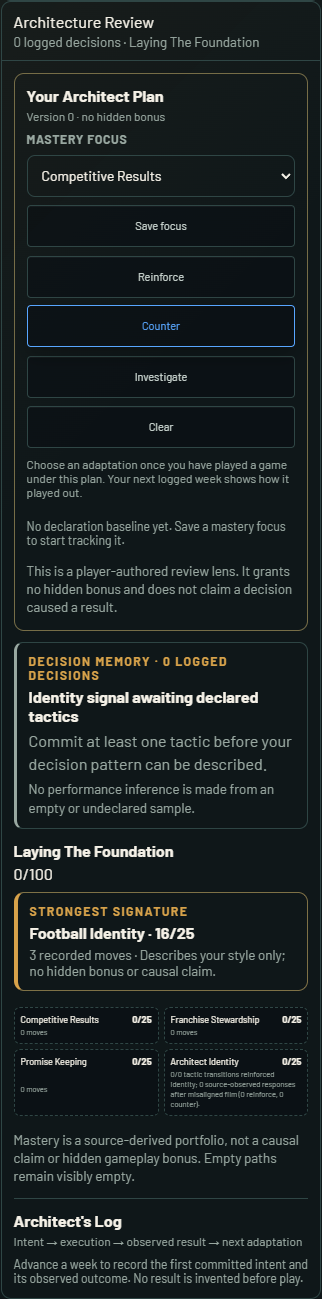 Architecture Review
0 logged decisions · Laying The Foundation
Your Architect Plan
Version 0 · no hidden bonus
MASTERY FOCUS
Competitive Results
Save focus
Reinforce
Counter
Investigate
Clear
Choose an adaptation once you have played a game
under this plan. Your next logged week shows how it
played out.
No declaration baseline yet. Save a mastery focus
to start tracking it.
This is a player-authored review lens. It grants
no hidden bonus and does not claim a decision
caused a result.
DECISION MEMORY · 0 LOGGED
DECISIONS
Identity signal awaiting declared
tactics
Commit at least one tactic before your
decision pattern can be described.
No performance inference is made from an
empty or undeclared sample.
Laying The Foundation
0/100
STRONGEST SIGNATURE
Football Identity · 16/25
3 recorded moves · Describes your style only;
no hidden bonus or causal claim.
Competitive Results 0/25
0 moves
Franchise Stewardship 0/25
0 moves
Promise Keeping 0/25
0 moves
Architect Identity 0/25
0/0 tactic transitions reinforced
identity; 0 source-observed responses
after misaligned film (0 reinforce, 0
counter).
Mastery is a source-derived portfolio, not a causal
claim or hidden gameplay bonus. Empty paths
remain visibly empty.
Architect's Log
Intent → execution → observed result → next adaptation
Advance a week to record the first committed intent and
its observed outcome. No result is invented before play.